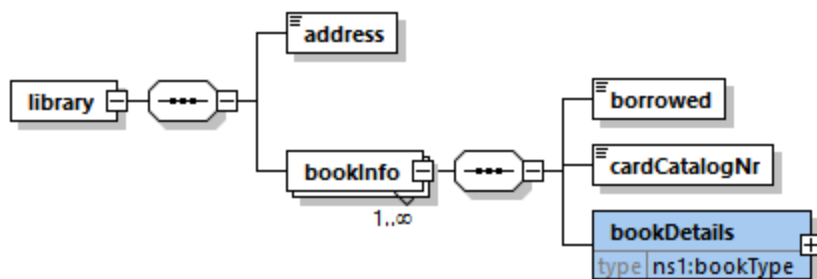 address
library
borrowed
bookInfo
cardCatalogNr
1..∞
bookDetails
type ns1:bookType